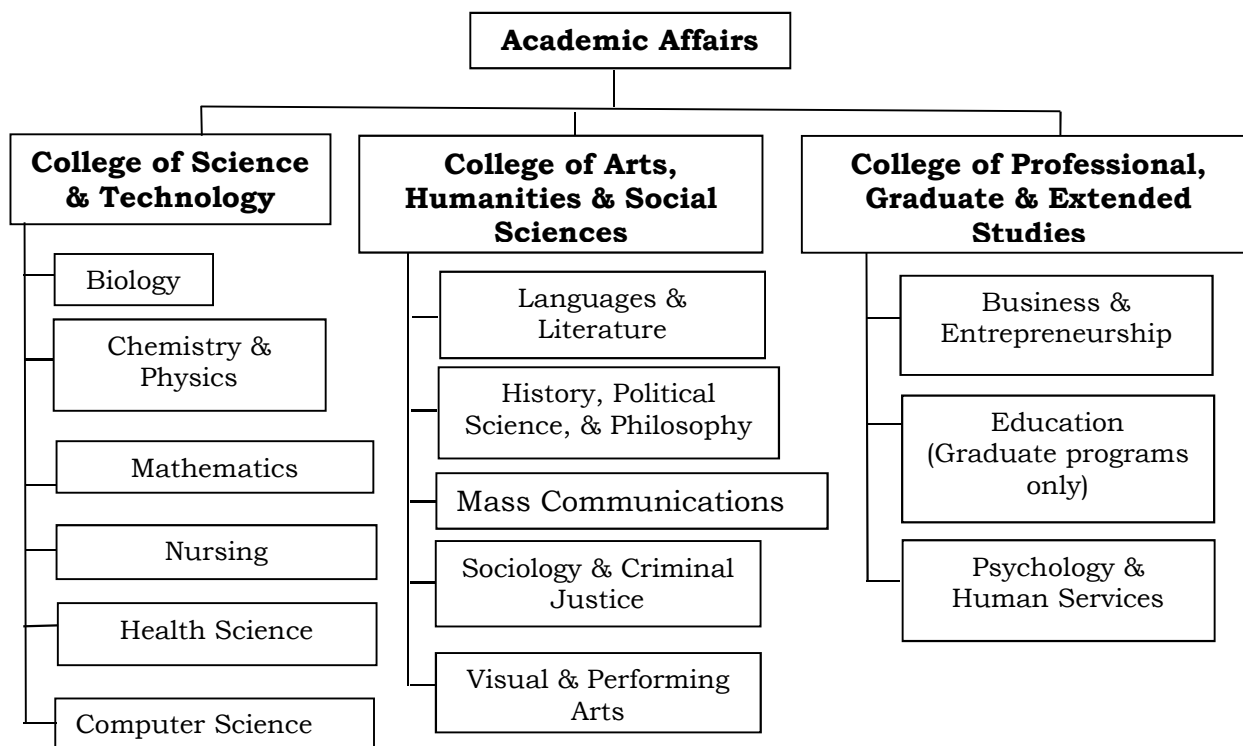 Academic Affairs
College of Science
& Technology
Biology
Chemistry &
Physics
Mathematics
Nursing
Health Science
Computer Science
College of Arts,
Humanities & Social
Sciences
Languages &
Literature
History, Political
Science, & Philosophy
Mass Communications
Sociology & Criminal
Justice
Visual & Performing
Arts
College of Professional,
Graduate & Extended
Studies
Business &
Entrepreneurship
Education
(Graduate programs
only)
Psychology &
Human Services